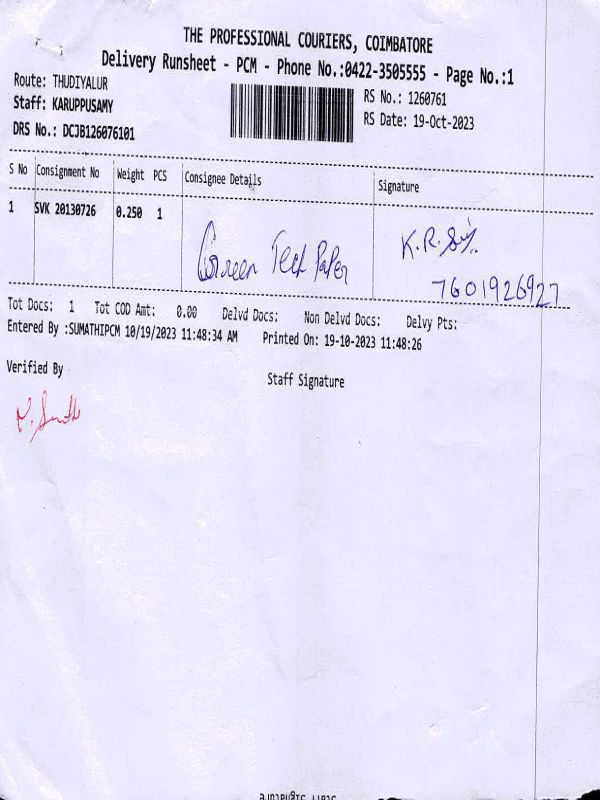 THE PROFESSIONAL COURIERS, COIMBATORE
Delivery Runsheet - PCM - Phone No.:0422-3505555 - Page No.:1
Route: THUDIYALUR
Staff: KARUPPUSAMY
DRS No.: DCJB126076101
RS No.: 1260761
RS Date: 19-Oct-2023
S No Consignment No Weight PCS Consignee Details Signature
1 SVK 20130726 0.250 1
Green Tech Paper
K.R.
7601926927
Tot Docs: 1 Tot COD Amt: 0.00 Delvd Docs: Non Delvd Docs: Delvy Pts:
Entered By :SUMATHIPCM 10/19/2023 11:48:34 AM Printed On: 19-10-2023 11:48:26
Verified By
Staff Signature